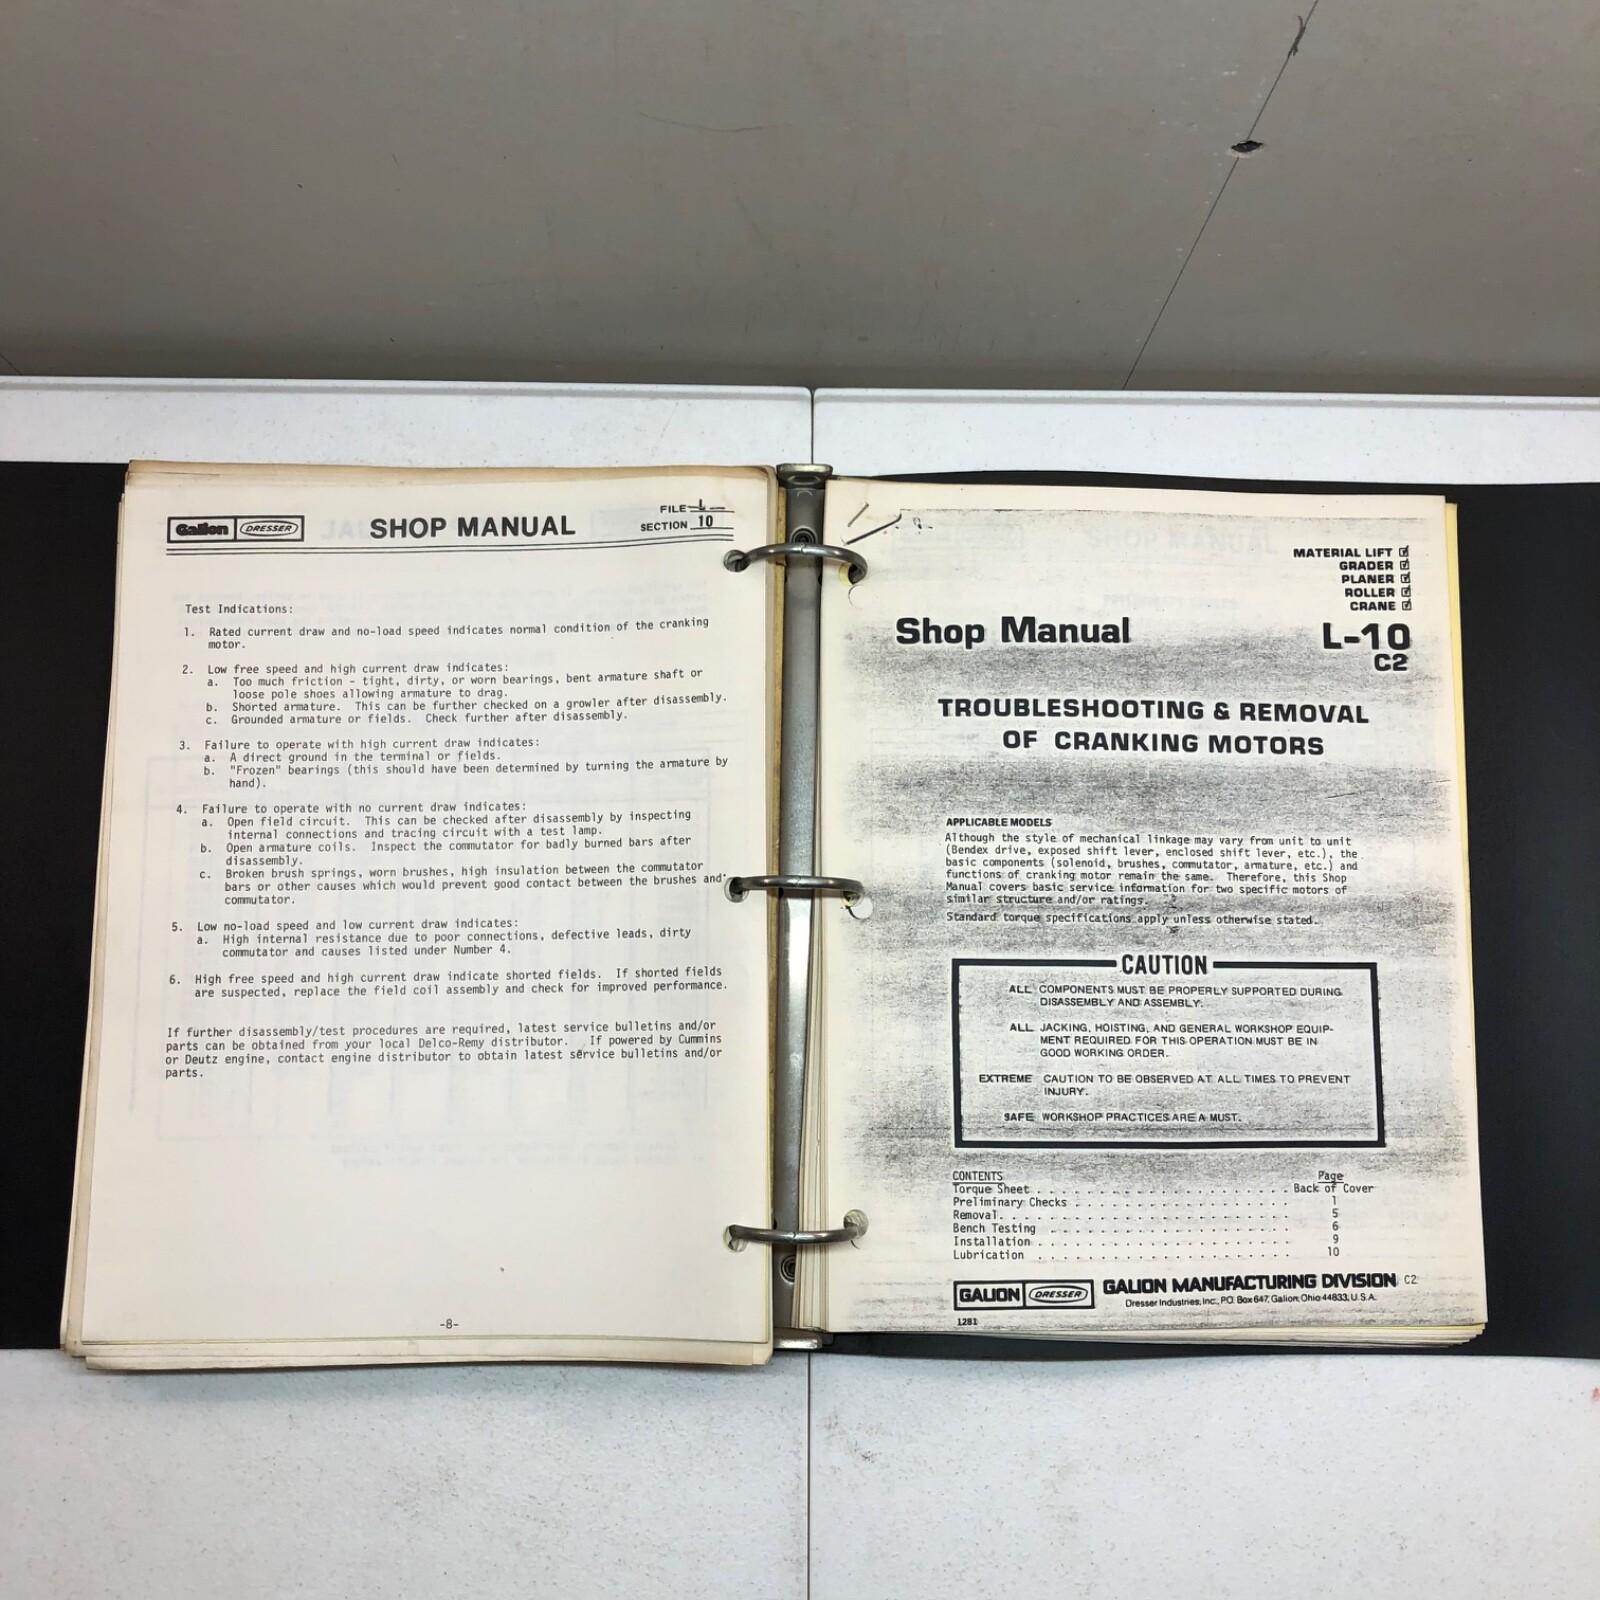 Galion DRESSER SHOP MANUAL FILE L
SECTION 10
Test Indications:
1. Rated current draw and no-load speed indicates normal condition of the cranking
motor.
2. Low free speed and high current draw indicates:
a. Too much friction - tight, dirty, or worn bearings, bent armature shaft or
loose pole shoes allowing armature to drag.
b. Shorted armature. This can be further checked on a growler after disassembly.
c. Grounded armature or fields. Check further after disassembly.
3. Failure to operate with high current draw indicates:
a. A direct ground in the terminal or fields.
b. "Frozen" bearings (this should have been determined by turning the armature by
hand).
4. Failure to operate with no current draw indicates:
a. Open field circuit. This can be checked after disassembly by inspecting
internal connections and tracing circuit with a test lamp.
b. Open armature coils. Inspect the commutator for badly burned bars after
disassembly.
c. Broken brush springs, worn brushes, high insulation between the commutator
bars or other causes which would prevent good contact between the brushes and
commutator.
5. Low no-load speed and low current draw indicates:
a. High internal resistance due to poor connections, defective leads, dirty
commutator and causes listed under Number 4.
6. High free speed and high current draw indicate shorted fields. If shorted fields
are suspected, replace the field coil assembly and check for improved performance.
If further disassembly/test procedures are required, latest service bulletins and/or
parts can be obtained from your local Delco-Remy distributor. If powered by Cummins
or Deutz engine, contact engine distributor to obtain latest service bulletins and/or
parts.
-8-
MATERIAL LIFT
GRADER
PLANER
ROLLER
CRANE
Shop Manual L-10
C2
TROUBLESHOOTING & REMOVAL
OF CRANKING MOTORS
APPLICABLE MODELS
Although the style of mechanical linkage may vary from unit to unit
(Bendex drive, exposed shift lever, enclosed shift lever, etc.), the
basic components (solenoid, brushes, commutator, armature, etc.) and
functions of cranking motor remain the same. Therefore, this Shop
Manual covers basic service information for two specific motors of
similar structure and/or ratings.
Standard torque specifications apply unless otherwise stated.
CAUTION
ALL COMPONENTS MUST BE PROPERLY SUPPORTED DURING
DISASSEMBLY AND ASSEMBLY.
ALL JACKING, HOISTING, AND GENERAL WORKSHOP EQUIP-
MENT REQUIRED FOR THIS OPERATION MUST BE IN
GOOD WORKING ORDER.
EXTREME CAUTION TO BE OBSERVED AT ALL TIMES TO PREVENT
INJURY.
SAFE WORKSHOP PRACTICES ARE A MUST.
CONTENTS Page
Torque Sheet . . . . . . . . . . . . . . . . . . . . Back of Cover
Preliminary Checks . . . . . . . . . . . . . . . . . 1
Removal. . . . . . . . . . . . . . . . . . . . . . . 5
Bench Testing . . . . . . . . . . . . . . . . . . . . 6
Installation . . . . . . . . . . . . . . . . . . . . 9
Lubrication . . . . . . . . . . . . . . . . . . . . 10
GALION DRESSER GALION MANUFACTURING DIVISION C2
Dresser Industries, Inc., P.O. Box 647, Galion, Ohio 44833, U.S.A.
1281